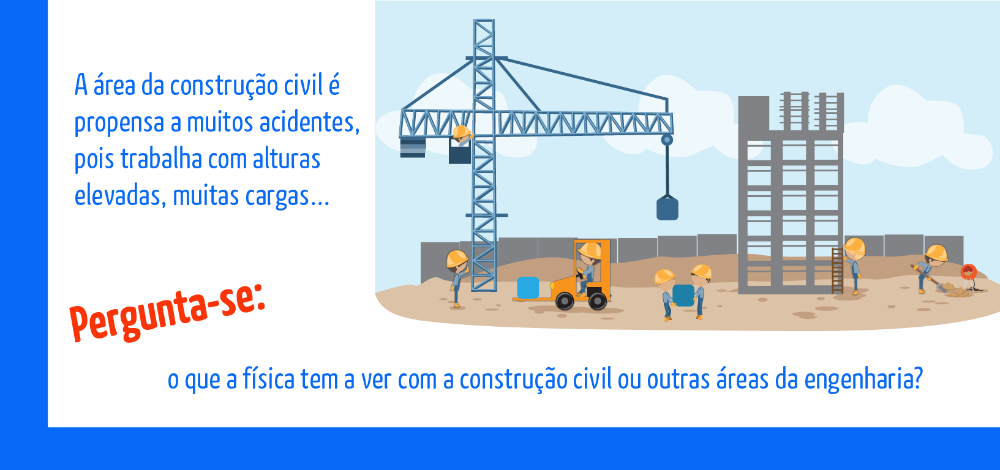 A área da construção civil é
propensa a muitos acidentes,
pois trabalha com alturas
elevadas, muitas cargas...
Pergunta-se:
o que a física tem a ver com a construção civil ou outras áreas da engenharia?